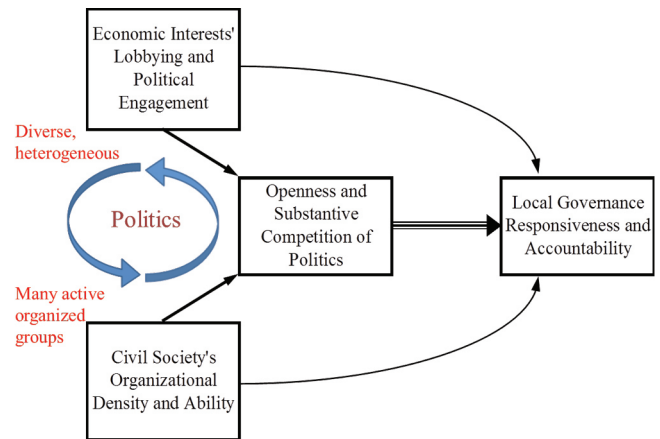 Economic Interests'
Lobbying and
Political
Engagement
Diverse,
heterogeneous
Politics
Openness and
Substantive
Competition of
Politics
Local Governance
Responsiveness and
Accountability
Many active
organized
groups
Civil Society's
Organizational
Density and Ability